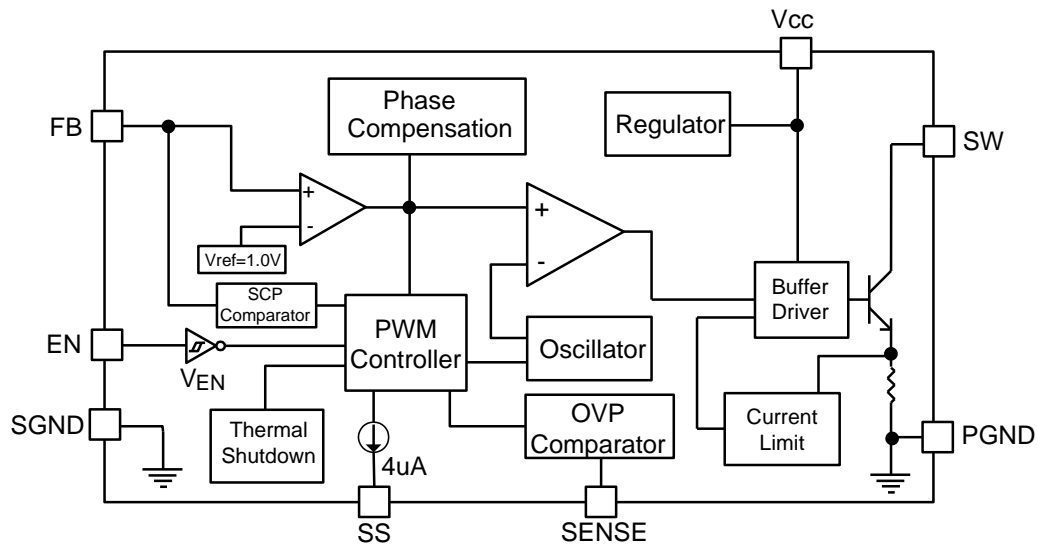 Vcc
FB
Phase
Compensation
Regulator
SW
+
-
+
-
Vref=1.0V
SCP
Comparator
Buffer
Driver
EN
VEN
PWM
Controller
Oscillator
SGND
Thermal
Shutdown
4uA
OVP
Comparator
Current
Limit
PGND
SS
SENSE